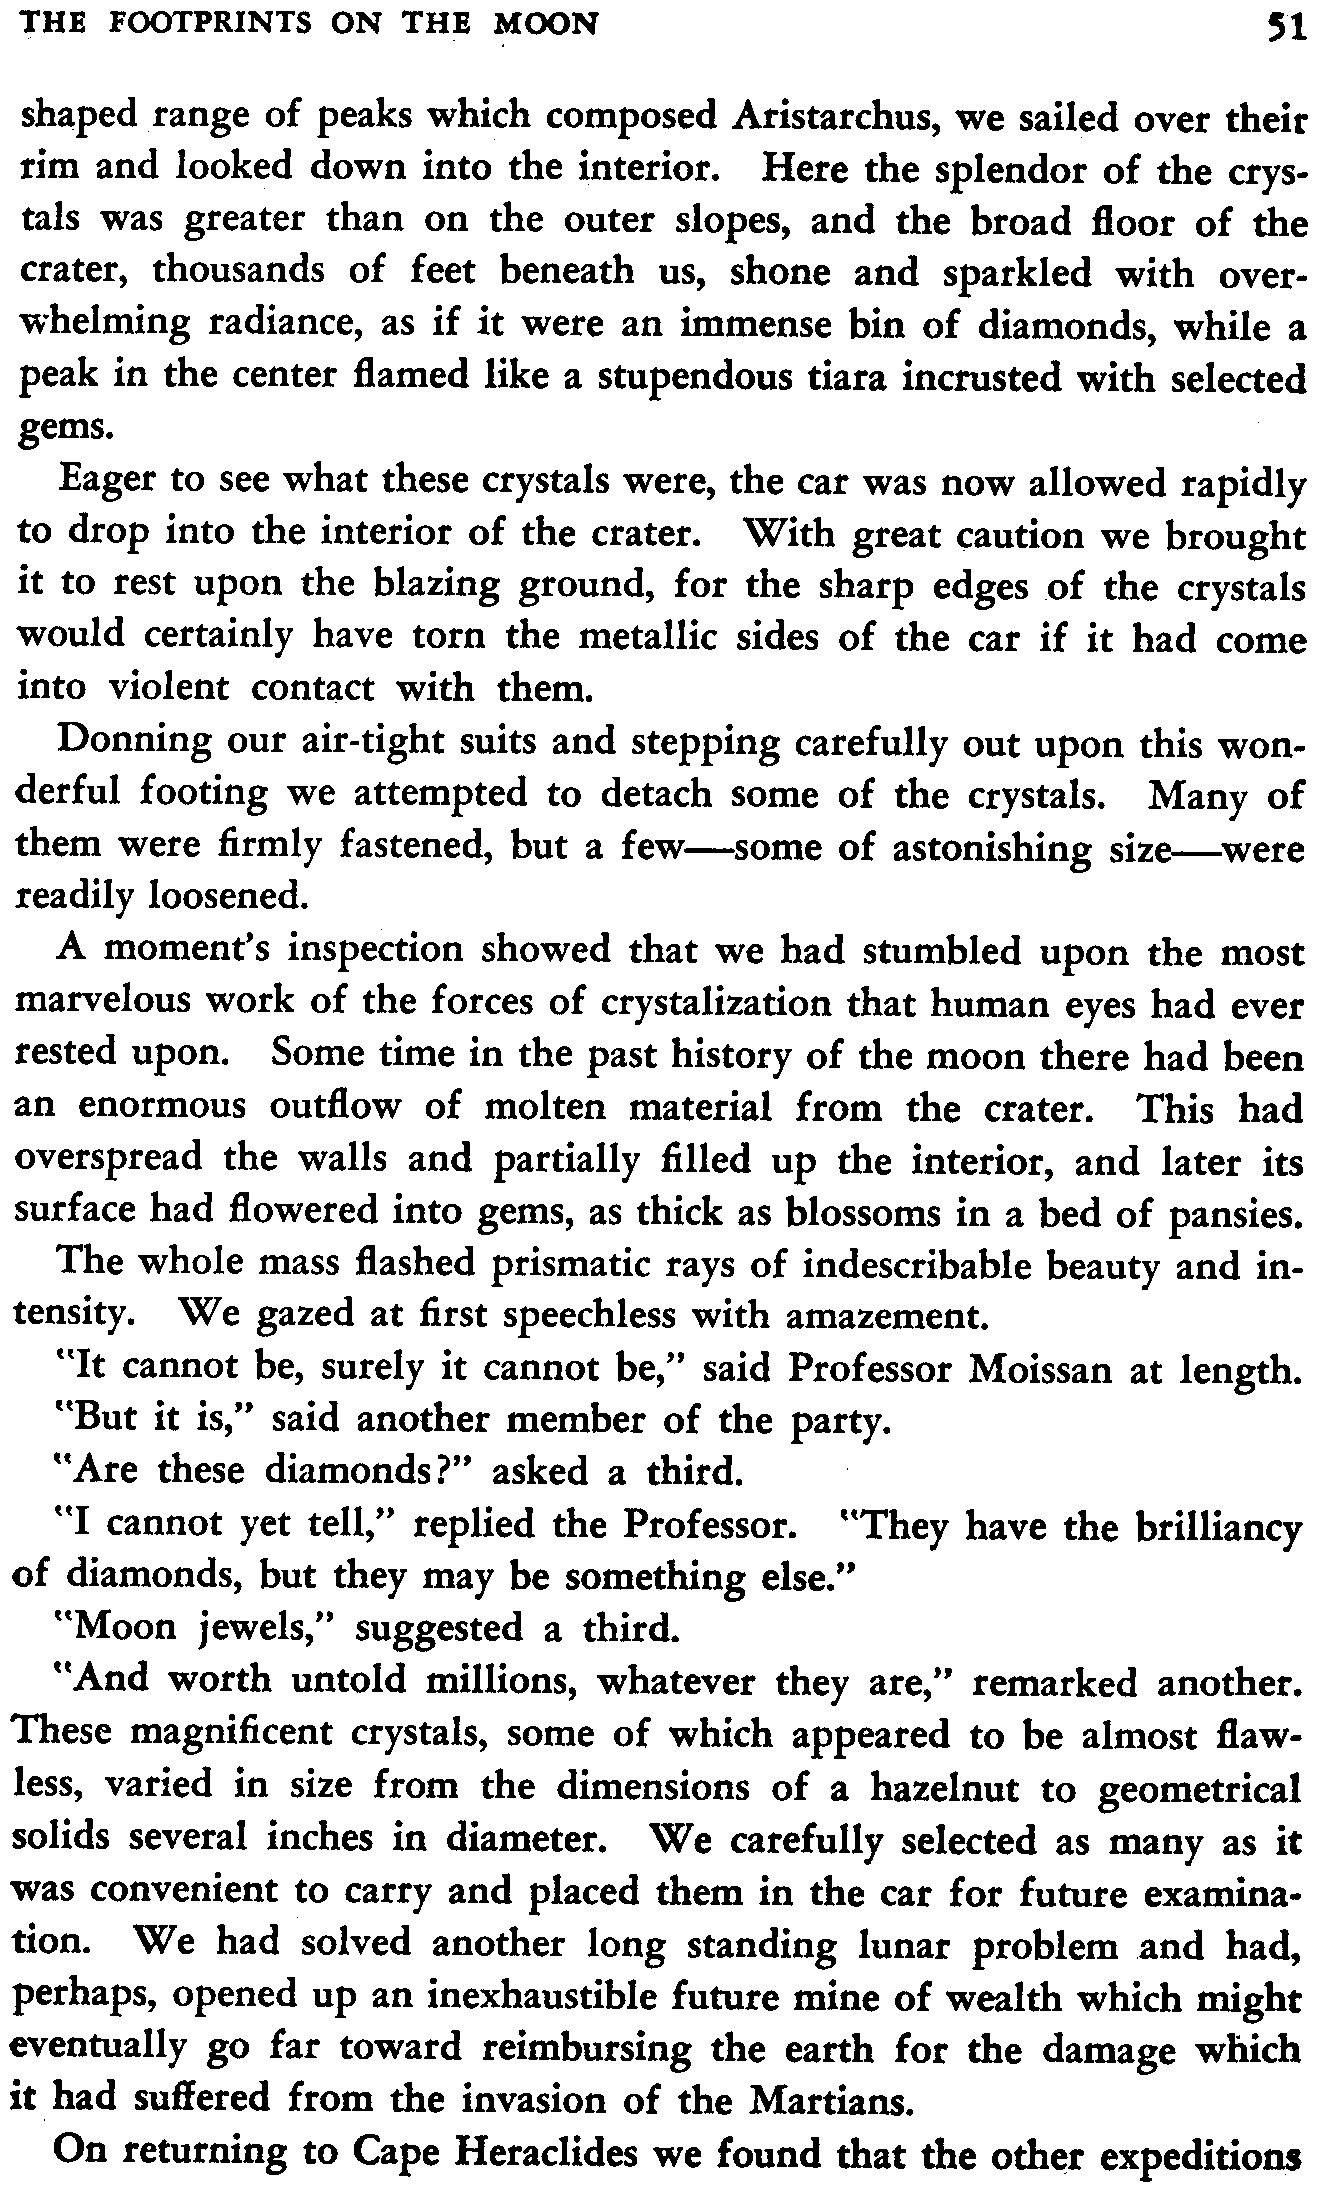 THE FOOTPRINTS ON THE MOON 51
shaped range of peaks which composed Aristarchus, we sailed over their
rim and looked down into the interior. Here the splendor of the crys-
tals was greater than on the outer slopes, and the broad floor of the
crater, thousands of feet beneath us, shone and sparkled with over-
whelming radiance, as if it were an immense bin of diamonds, while a
peak in the center flamed like a stupendous tiara incrusted with selected
gems.
Eager to see what these crystals were, the car was now allowed rapidly
to drop into the interior of the crater. With great caution we brought
it to rest upon the blazing ground, for the sharp edges of the crystals
would certainly have torn the metallic sides of the car if it had come
into violent contact with them.
Donning our air-tight suits and stepping carefully out upon this won-
derful footing we attempted to detach some of the crystals. Many of
them were firmly fastened, but a few—some of astonishing size—were
readily loosened.
A moment's inspection showed that we had stumbled upon the most
marvelous work of the forces of crystalization that human eyes had ever
rested upon. Some time in the past history of the moon there had been
an enormous outflow of molten material from the crater. This had
overspread the walls and partially filled up the interior, and later its
surface had flowered into gems, as thick as blossoms in a bed of pansies.
The whole mass flashed prismatic rays of indescribable beauty and in-
tensity. We gazed at first speechless with amazement.
"It cannot be, surely it cannot be," said Professor Moissan at length.
"But it is," said another member of the party.
"Are these diamonds?" asked a third.
"I cannot yet tell," replied the Professor. "They have the brilliancy
of diamonds, but they may be something else."
"Moon jewels," suggested a third.
"And worth untold millions, whatever they are," remarked another.
These magnificent crystals, some of which appeared to be almost flaw-
less, varied in size from the dimensions of a hazelnut to geometrical
solids several inches in diameter. We carefully selected as many as it
was convenient to carry and placed them in the car for future examina-
tion. We had solved another long standing lunar problem and had,
perhaps, opened up an inexhaustible future mine of wealth which might
eventually go far toward reimbursing the earth for the damage which
it had suffered from the invasion of the Martians.
On returning to Cape Heraclides we found that the other expeditions